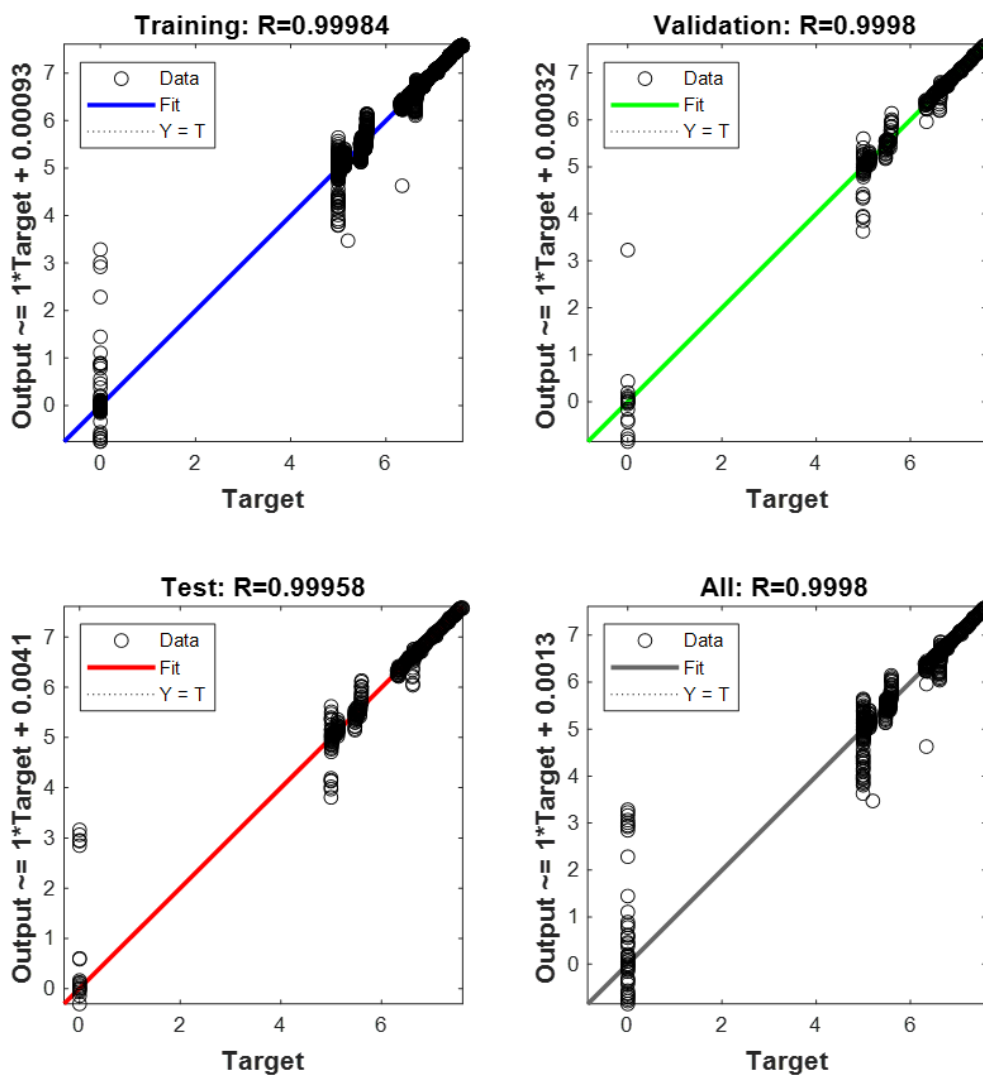 Training: R=0.99984
Output ~= 1*Target + 0.00093
7
6
5
4
3
2
1
0
Data
Fit
Y = T
0
2
4
6
Target
Validation: R=0.9998
Output ~= 1*Target + 0.00032
7
6
5
4
3
2
1
0
Data
Fit
Y = T
0
2
4
6
Target
Test: R=0.99958
Output ~= 1*Target + 0.0041
7
6
5
4
3
2
1
0
Data
Fit
Y = T
0
2
4
6
Target
All: R=0.9998
Output ~= 1*Target + 0.0013
7
6
5
4
3
2
1
0
Data
Fit
Y = T
0
2
4
6
Target